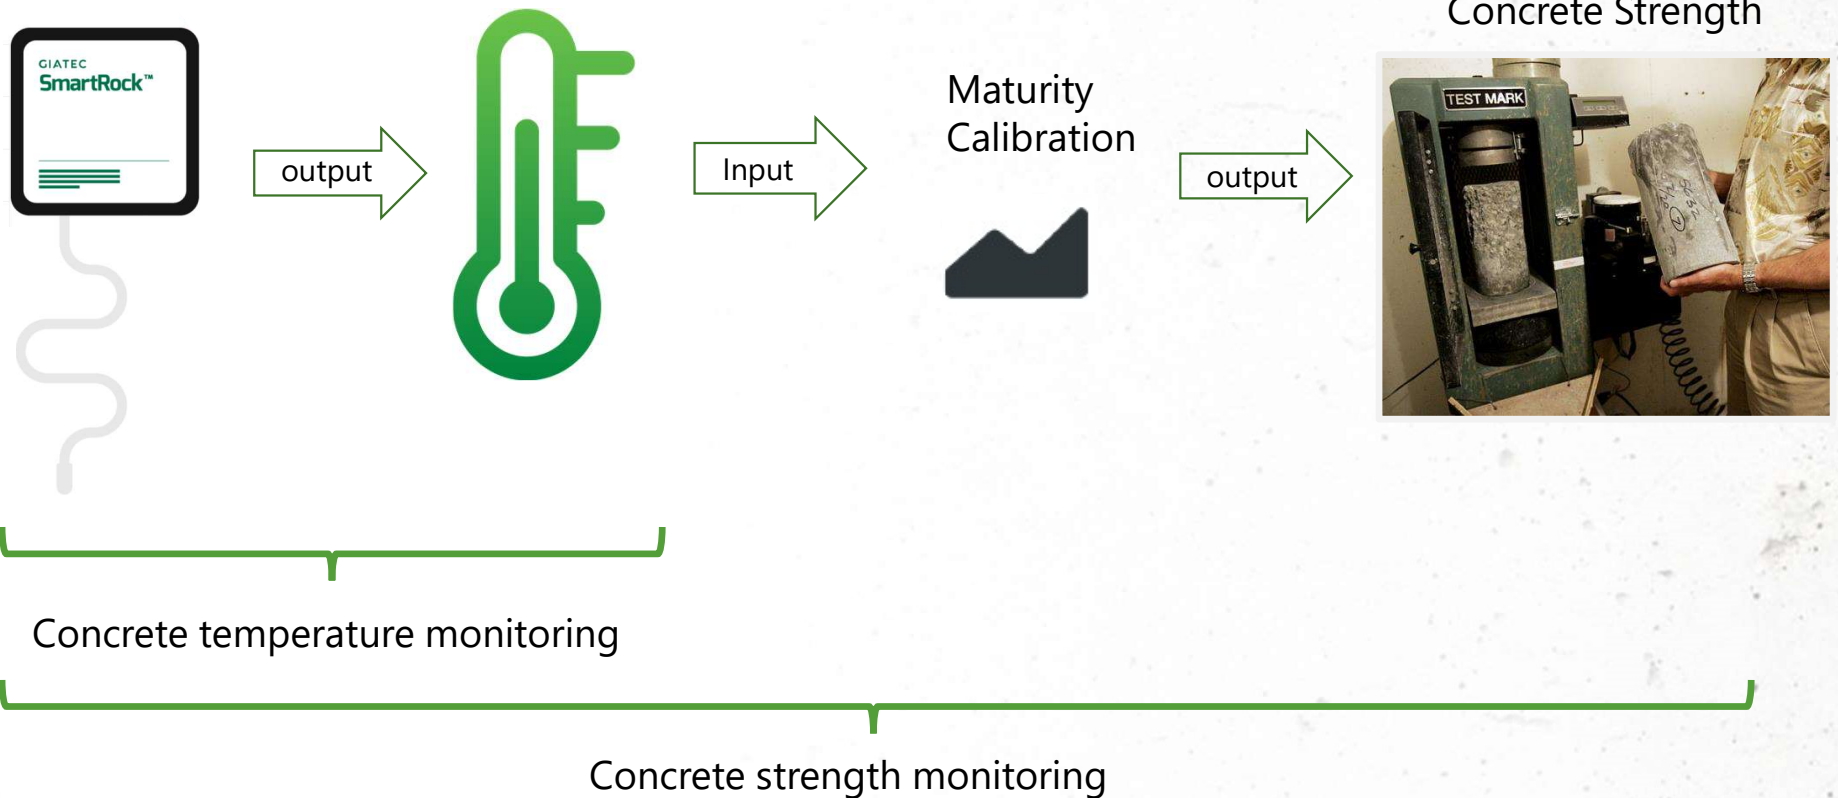 Concrete Strength
GIATEC
SmartRock™
output
Input
Maturity
Calibration
output
TEST MARK
Concrete temperature monitoring
Concrete strength monitoring